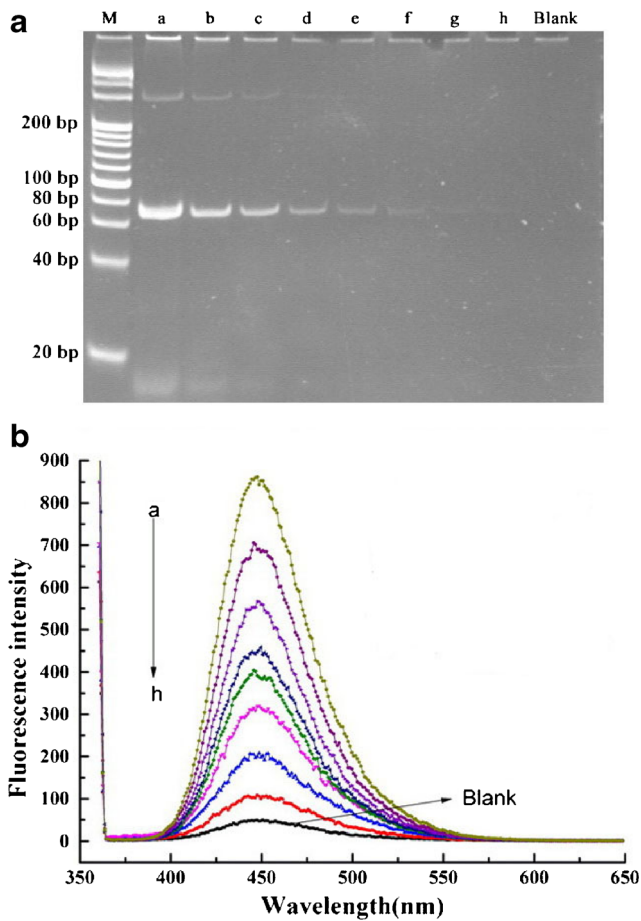 a
M a b c d e f g h Blank
200 bp
100 bp
80 bp
60 bp
40 bp
20 bp
b
900
800
700
600
500
400
300
200
100
0
Fluorescence intensity
a
h
Blank
350 400 450 500 550 600 650
Wavelength(nm)